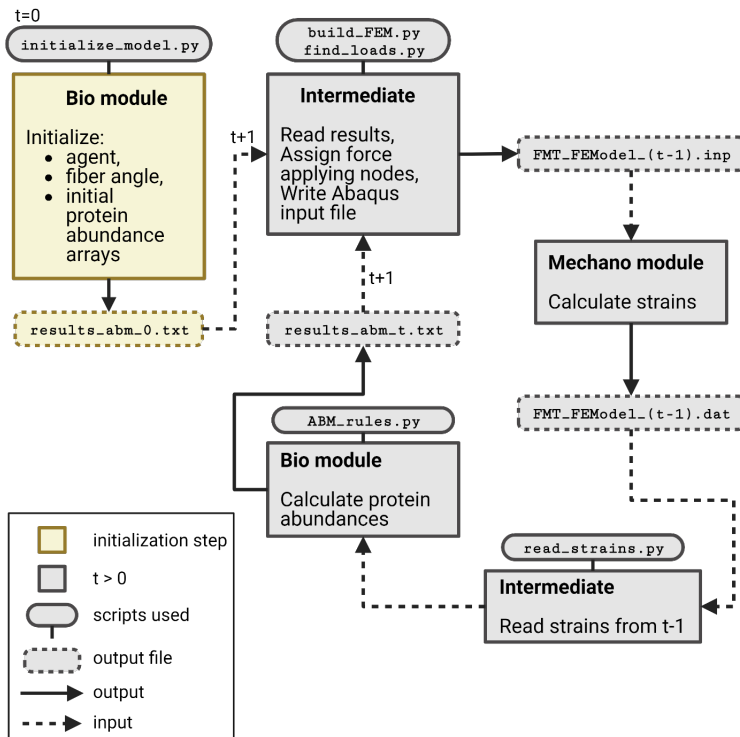 t=0
initialize_model.py
Bio module
Initialize:
• agent,
• fiber angle,
• initial
protein
abundance
arrays
results_abm_0.txt
t+1
build_FEM.py
find_loads.py
Intermediate
Read results,
Assign force
applying nodes,
Write Abaqus
input file
t+1
results_abm_t.txt
FMT_FEModel_(t-1).inp
Mechano module
Calculate strains
FMT_FEModel_(t-1).dat
read_strains.py
Intermediate
Read strains from t-1
ABM_rules.py
Bio module
Calculate protein
abundances
initialization step
t > 0
scripts used
output file
output
input